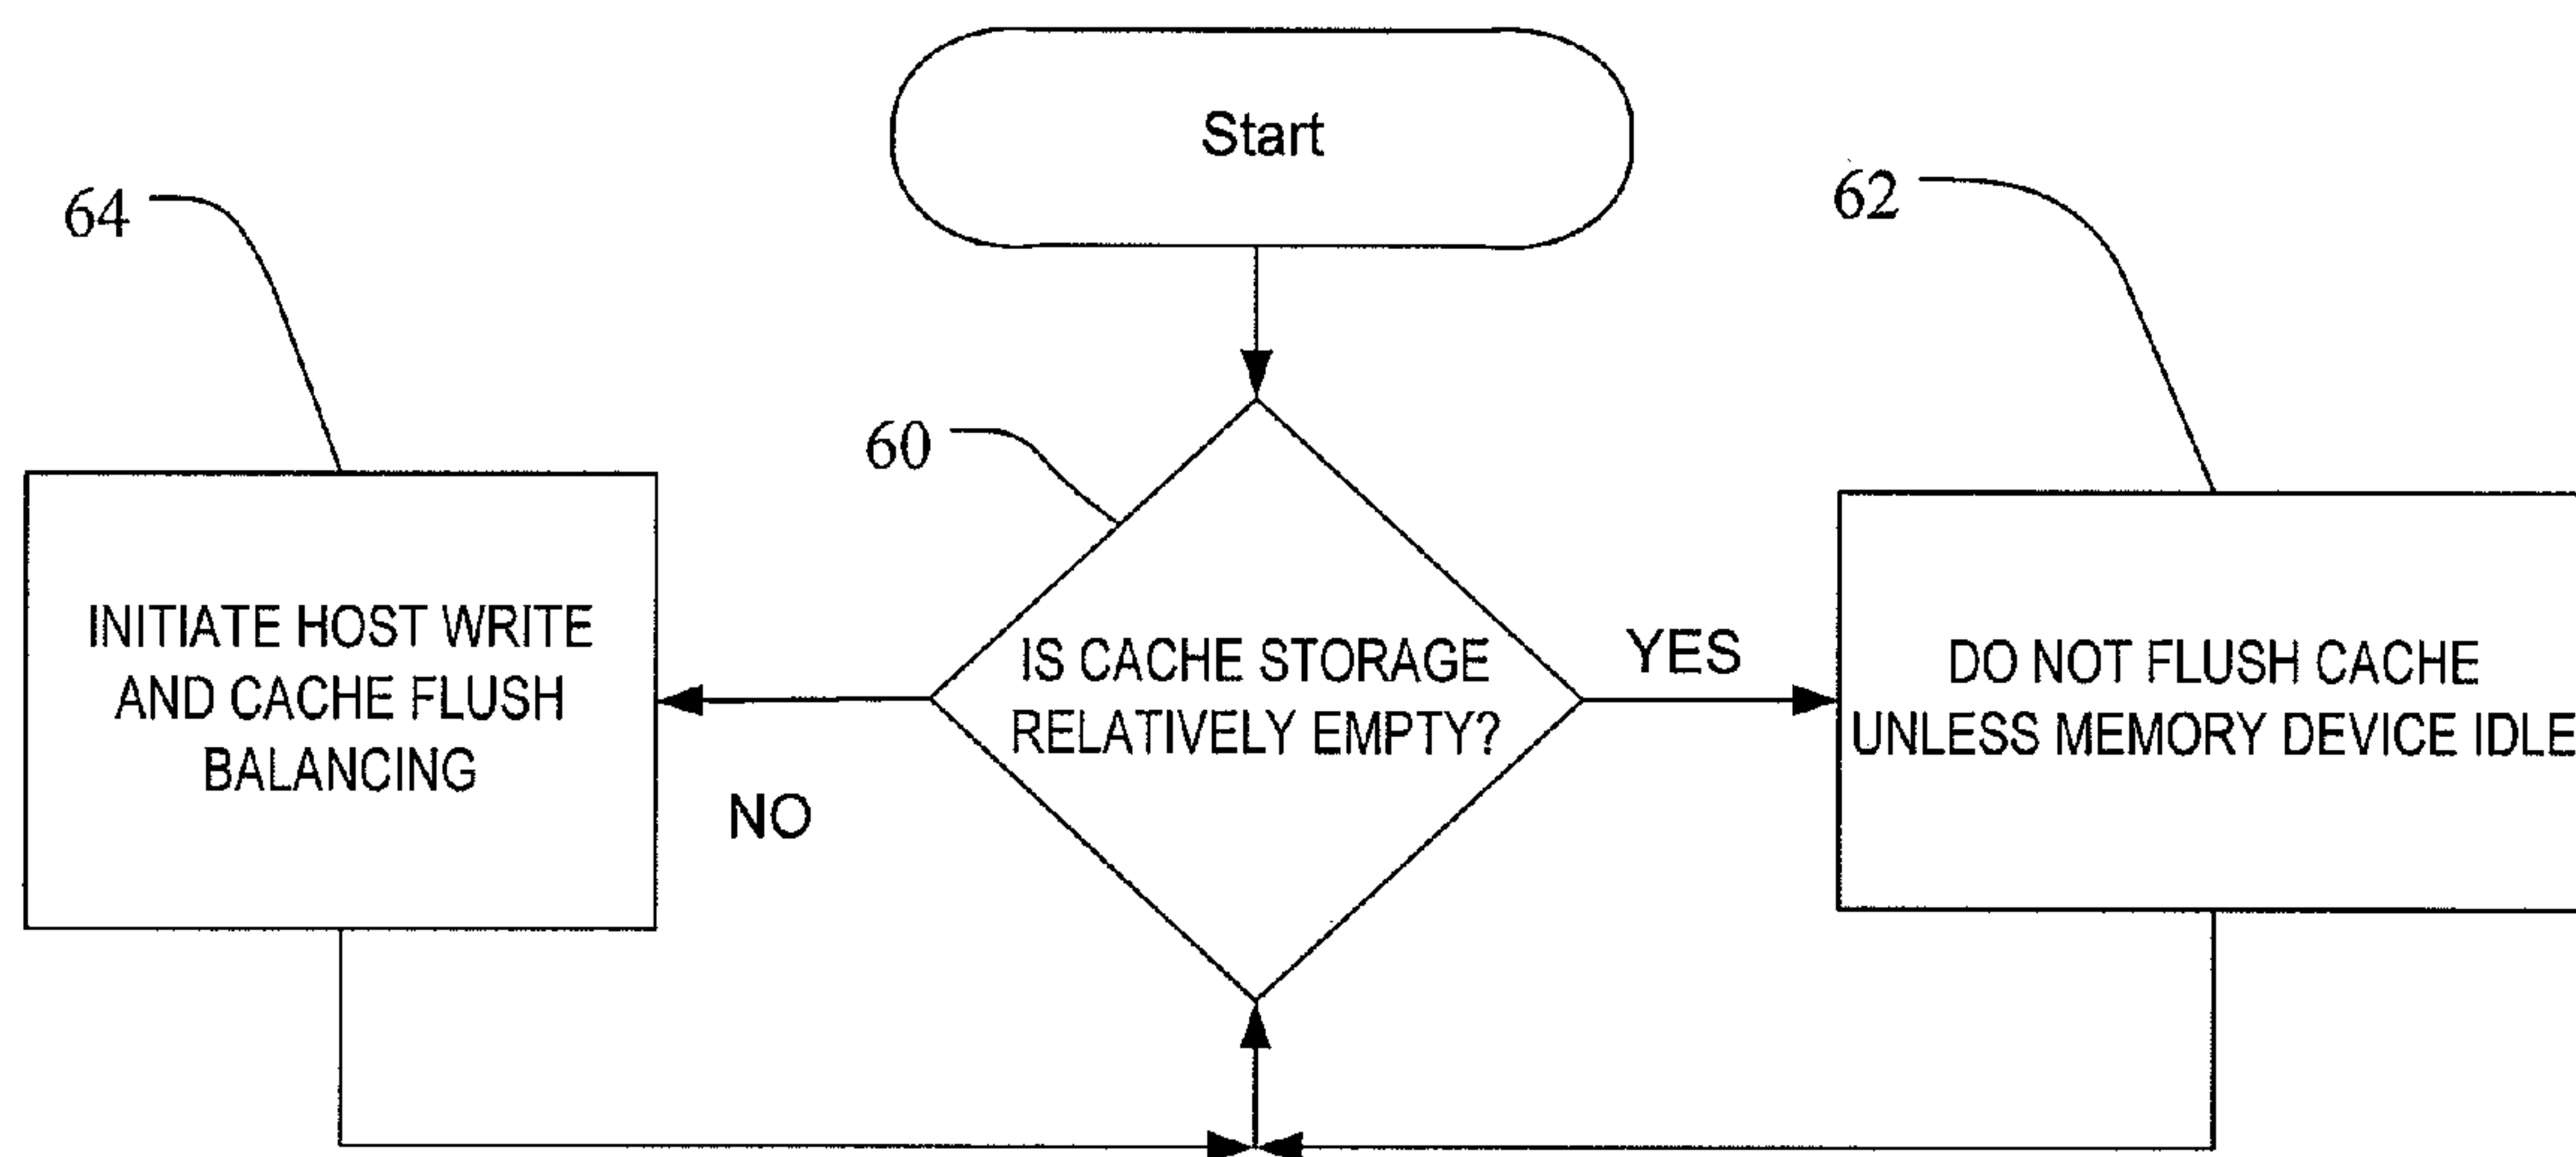 Start
64
62
60
INITIATE HOST WRITE
AND CACHE FLUSH
BALANCING
IS CACHE STORAGE
RELATIVELY EMPTY?
YES
DO NOT FLUSH CACHE
UNLESS MEMORY DEVICE IDLE
NO